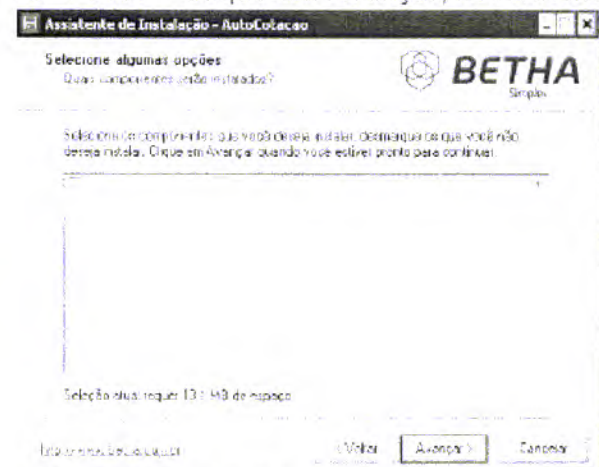 Assistente de Instalação - AutoCotacao
Selecione algumas opções
Quais componentes serão instalados?
BETHA
Simples
Selecione os componentes que você deseja instalar, desmarque os que você não
deseja instalar. Clique em Avançar quando você estiver pronto para continuar.
Seleção atual requer MB de espaço
< Voltar
Avançar >
Cancelar